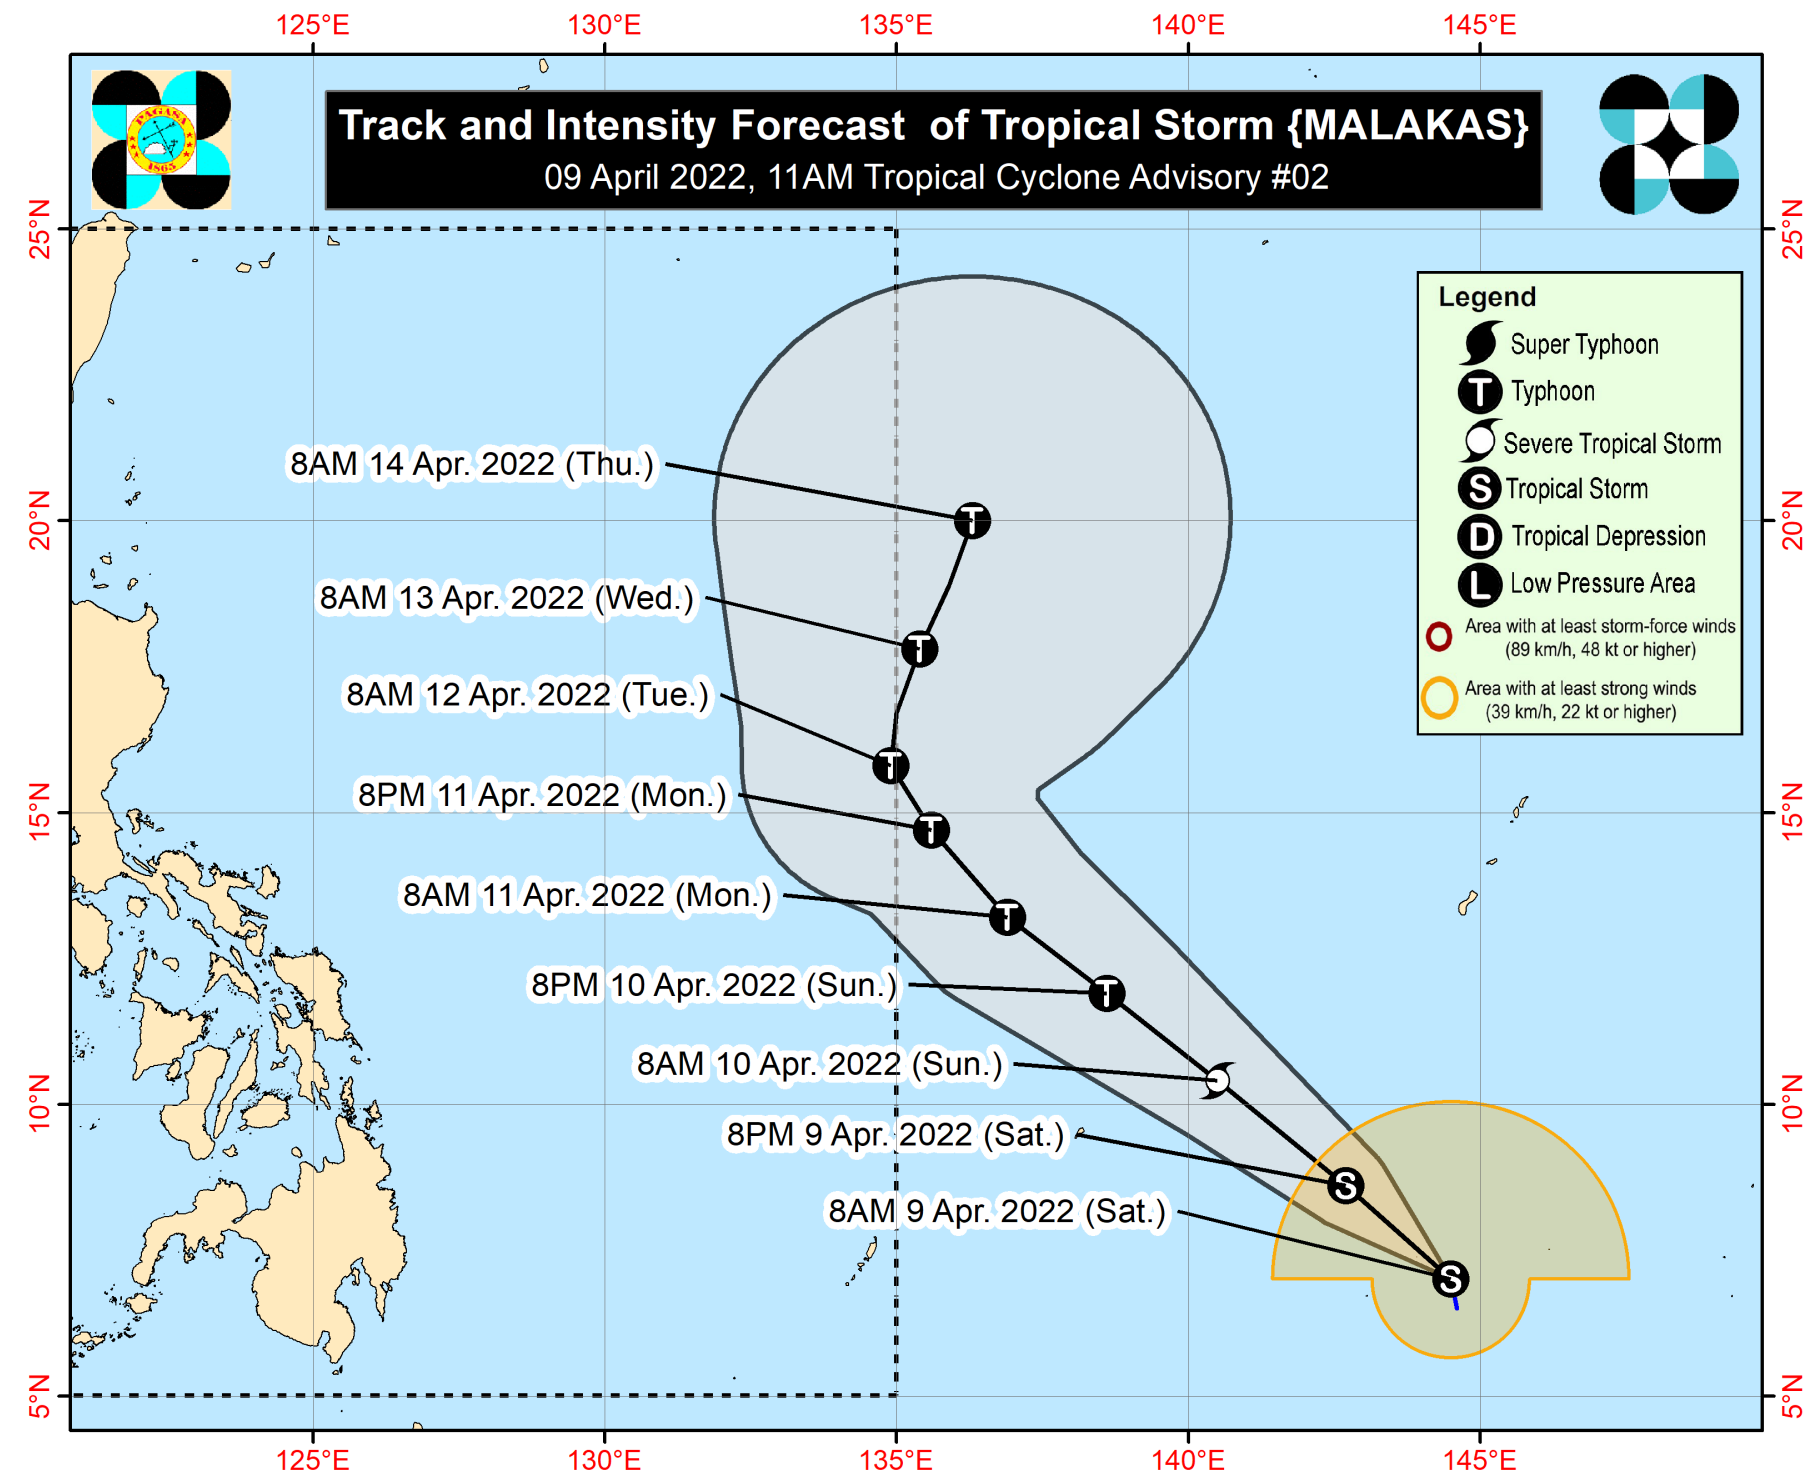 125°E 130°E 135°E 140°E 145°E
Track and Intensity Forecast  of Tropical Storm {MALAKAS}
09 April 2022, 11AM Tropical Cyclone Advisory #02
PAGASA
1865
25°N 25°N
Legend
Super Typhoon
T Typhoon
Severe Tropical Storm
S Tropical Storm
D Tropical Depression
L Low Pressure Area
Area with at least storm-force winds
(89 km/h, 48 kt or higher)
Area with at least strong winds
(39 km/h, 22 kt or higher)
8AM 14 Apr. 2022 (Thu.)
T
20°N 20°N
8AM 13 Apr. 2022 (Wed.)
T
8AM 12 Apr. 2022 (Tue.)
T
8PM 11 Apr. 2022 (Mon.)
T
15°N 15°N
8AM 11 Apr. 2022 (Mon.)
T
8PM 10 Apr. 2022 (Sun.)
T
8AM 10 Apr. 2022 (Sun.)
10°N 10°N
8PM 9 Apr. 2022 (Sat.)
S
8AM 9 Apr. 2022 (Sat.)
S
5°N 5°N
125°E 130°E 135°E 140°E 145°E